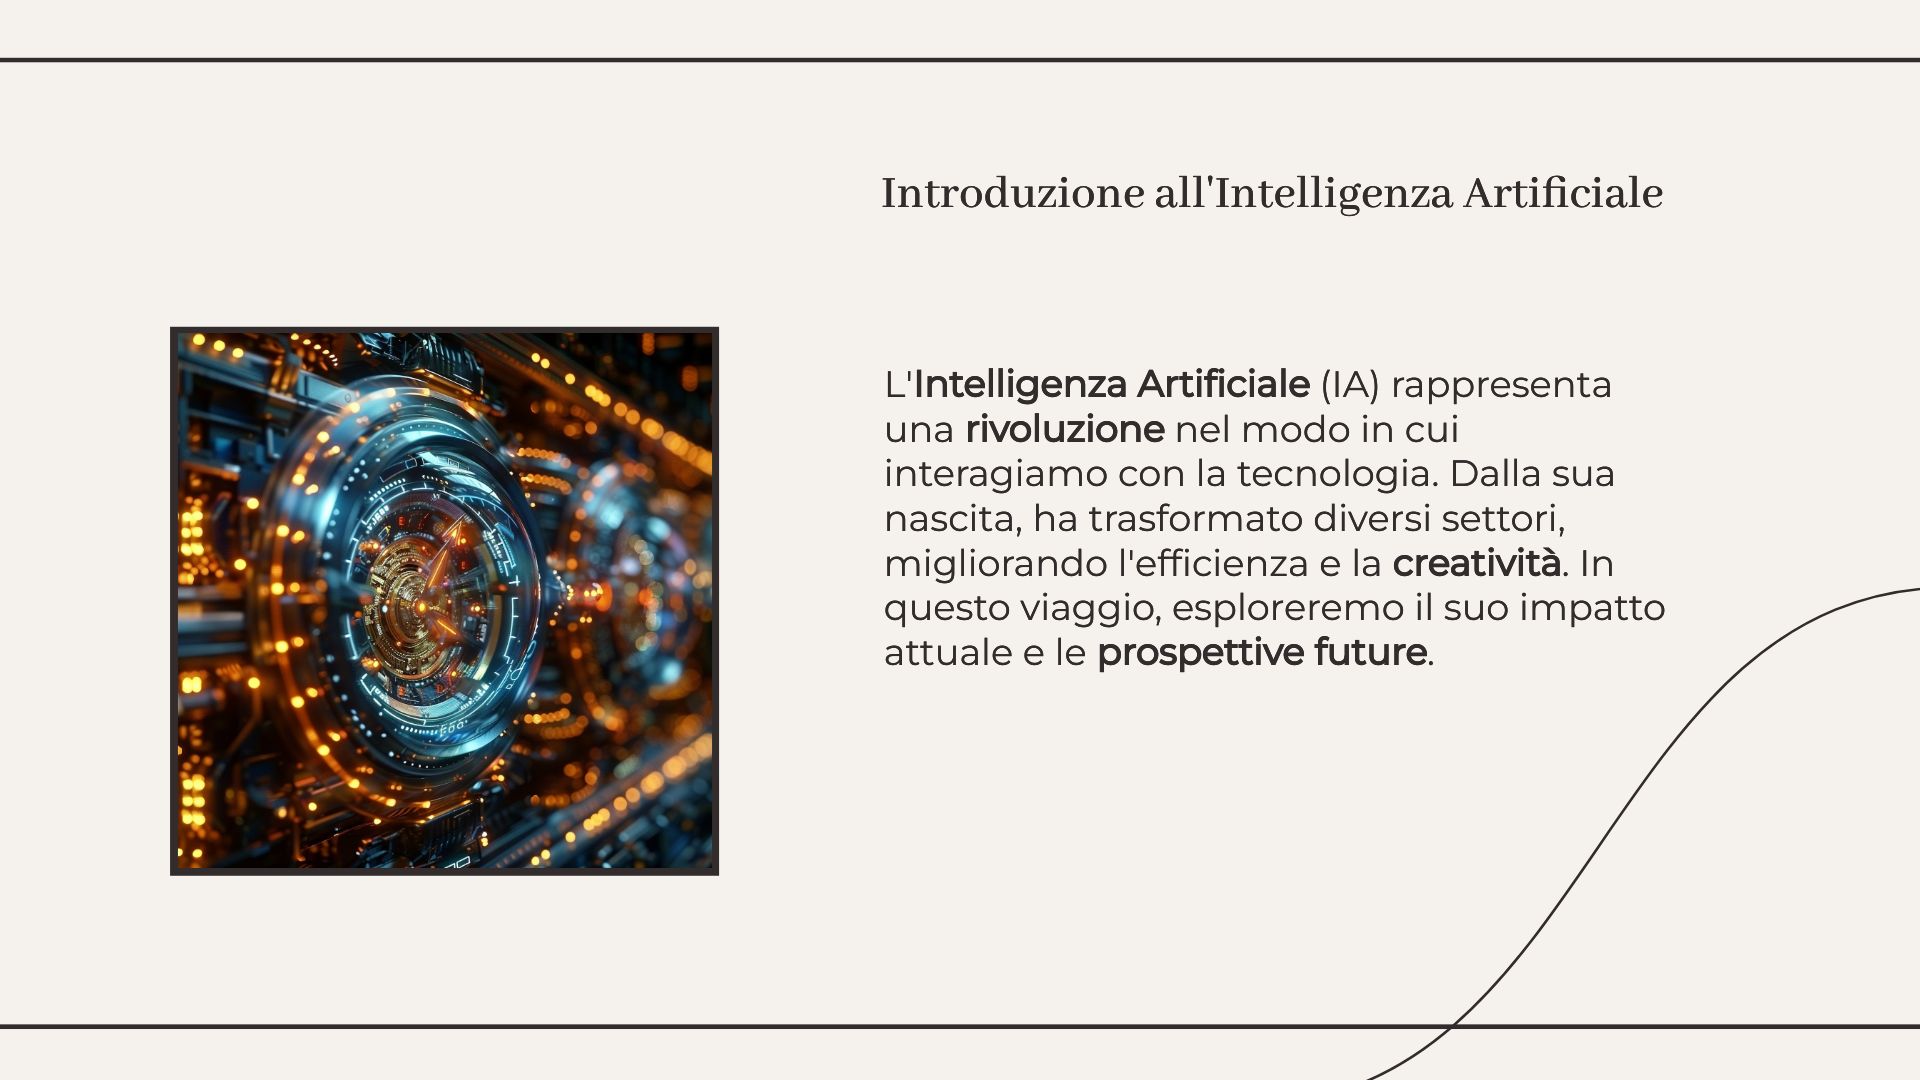 Introduzione all'Intelligenza Artificiale
L'Intelligenza Artificiale (IA) rappresenta
una rivoluzione nel modo in cui
interagiamo con la tecnologia. Dalla sua
nascita, ha trasformato diversi settori,
migliorando l'efficienza e la creatività. In
questo viaggio, esploreremo il suo impatto
attuale e le prospettive future.